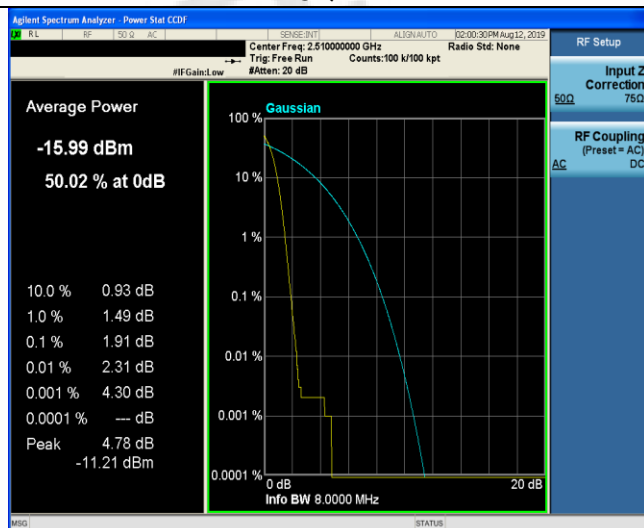 Agilent Spectrum Analyzer - Power Stat CCDF
RL RF 50 Ω AC SENSE:INT ALIGNAUTO 02:00:30PM Aug12, 2019
Center Freq: 2.510000000 GHz Radio Std: None
Trig: Free Run Counts:100 k/100 kpt
#IFGain:Low #Atten: 20 dB
RF Setup
Input Z
Correction
50Ω 75Ω
RF Coupling
(Preset = AC)
AC DC
Average Power
-15.99 dBm
50.02 % at 0dB
10.0 % 0.93 dB
1.0 % 1.49 dB
0.1 % 1.91 dB
0.01 % 2.31 dB
0.001 % 4.30 dB
0.0001 % --- dB
Peak 4.78 dB
-11.21 dBm
Gaussian
100 %
10 %
1 %
0.1 %
0.01 %
0.001 %
0.0001 %
0 dB 20 dB
Info BW 8.0000 MHz
MSG STATUS